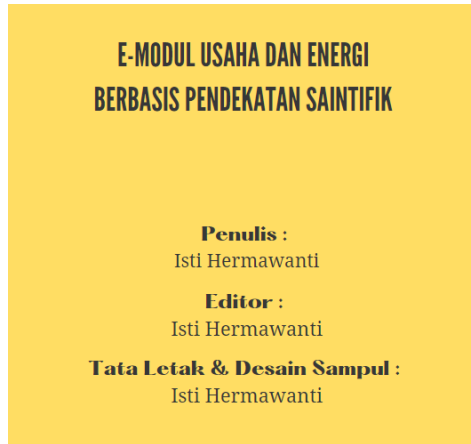 E-MODUL USAHA DAN ENERGI
BERBASIS PENDEKATAN SAINTIFIK
Penulis :
Isti Hermawanti
Editor :
Isti Hermawanti
Tata Letak & Desain Sampul :
Isti Hermawanti